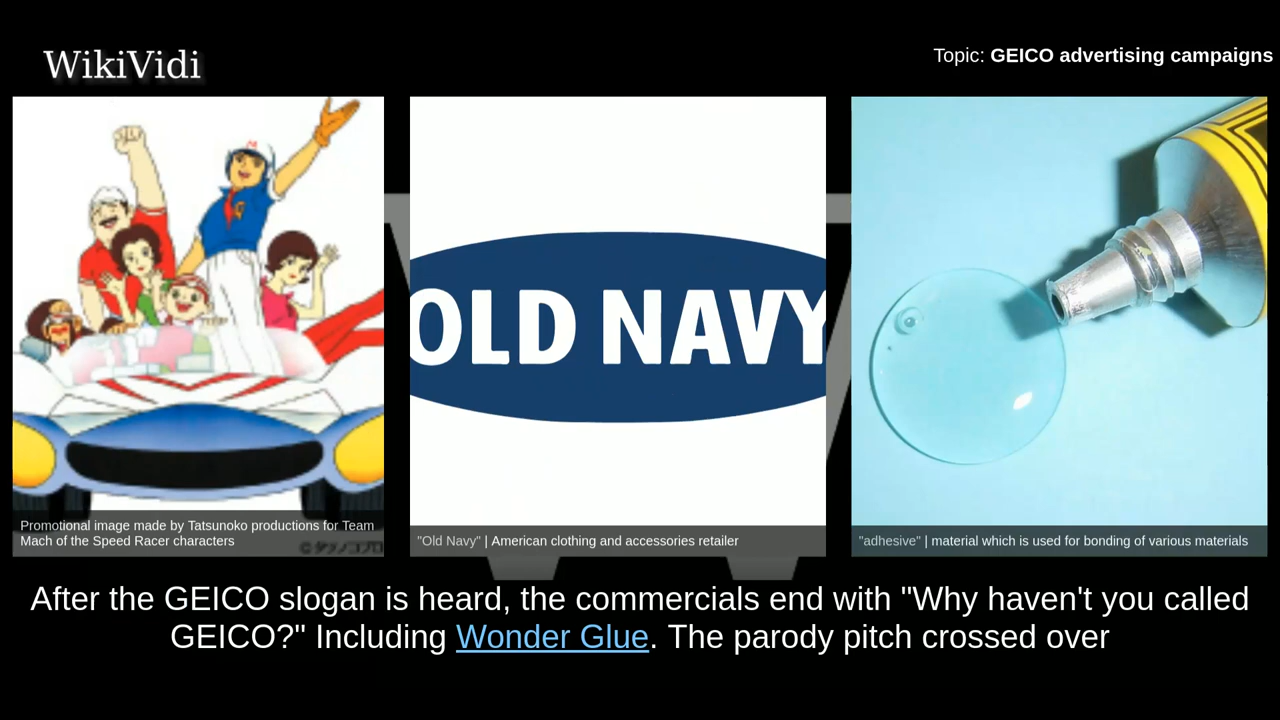 WikiVidi
Topic: GEICO advertising campaigns
OLD NAVY
Promotional image made by Tatsunoko productions for Team
Mach of the Speed Racer characters
"Old Navy" | American clothing and accessories retailer
"adhesive" | material which is used for bonding of various materials
After the GEICO slogan is heard, the commercials end with "Why haven't you called
GEICO?" Including Wonder Glue. The parody pitch crossed over